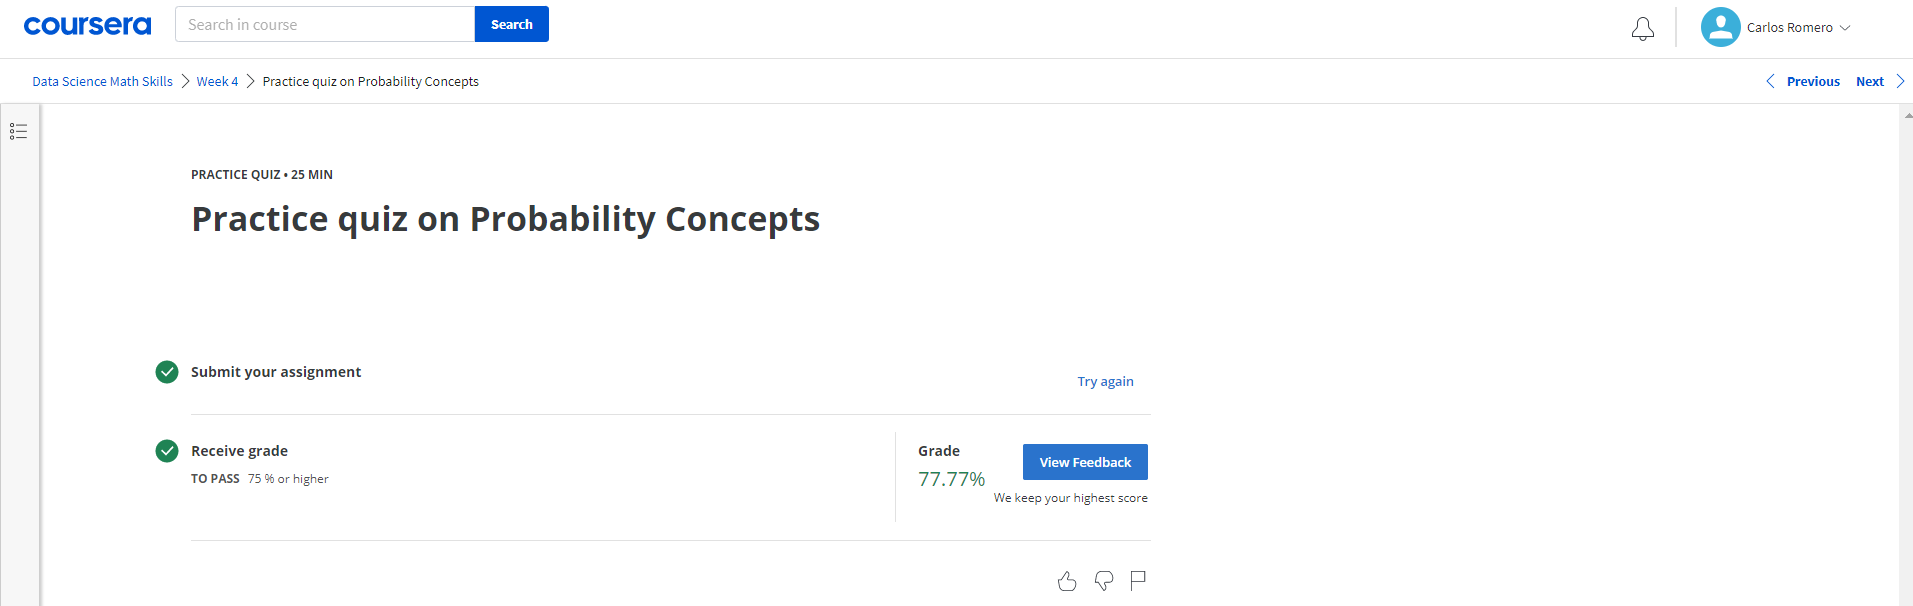 coursera
Search in course
Search
Carlos Romero
Data Science Math Skills
Week 4
Practice quiz on Probability Concepts
Previous
Next
PRACTICE QUIZ • 25 MIN
Practice quiz on Probability Concepts
Submit your assignment
Try again
Receive grade
TO PASS 75 % or higher
Grade
77.77%
View Feedback
We keep your highest score